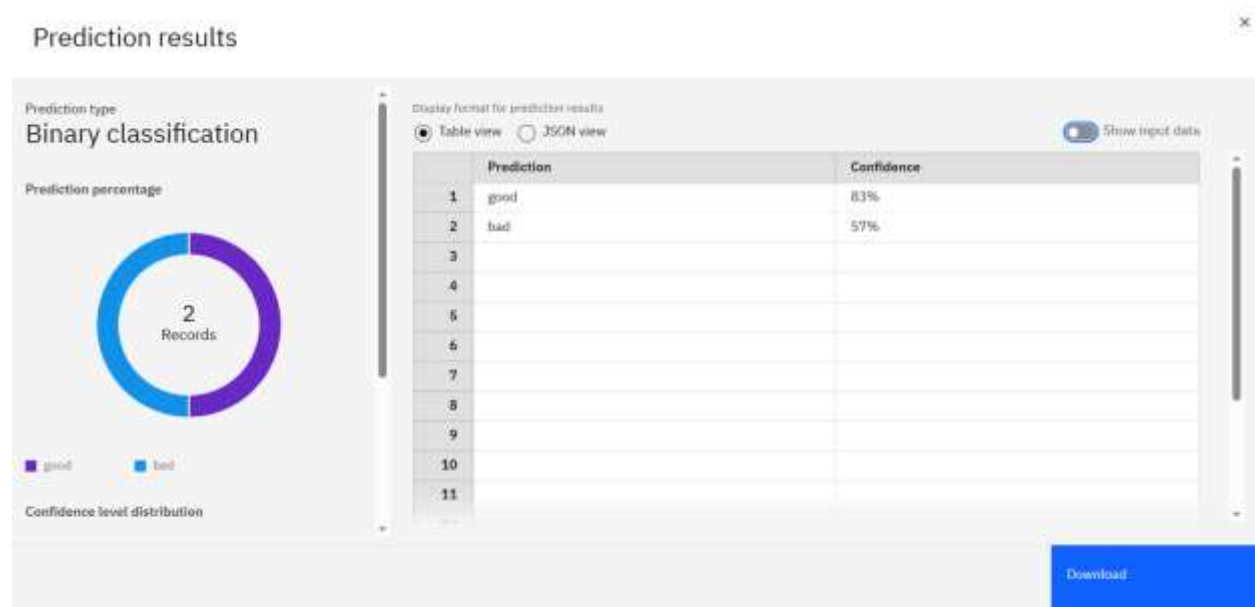 Prediction results
×
Prediction type
Binary classification
Prediction percentage
2
Records
good bad
Confidence level distribution
Display format for prediction results
Table view JSON view
Show input data
Prediction Confidence
1 good 83%
2 bad 57%
3
4
5
6
7
8
9
10
11
Download